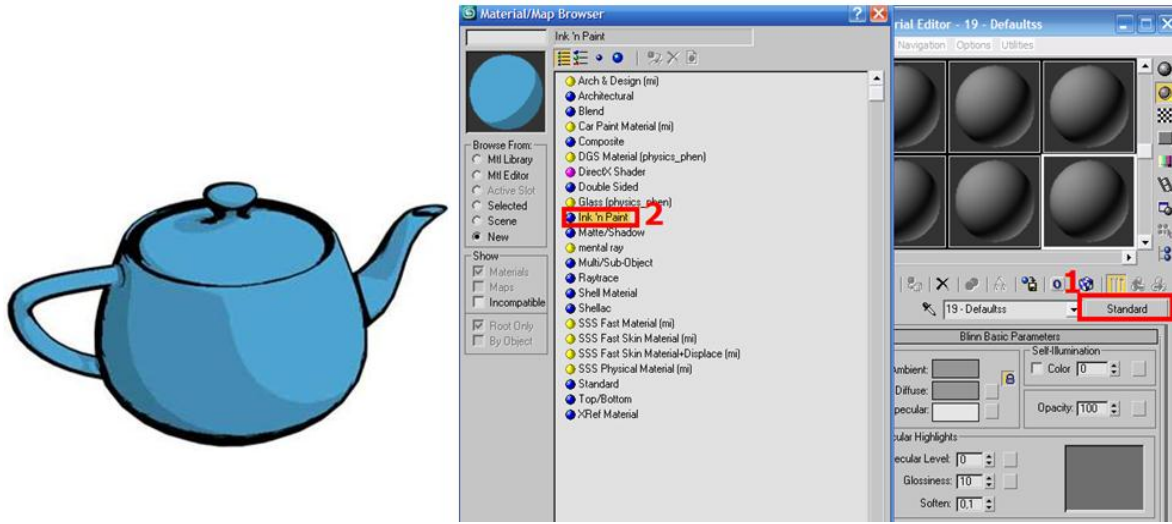 Material/Map Browser
Ink 'n Paint
Browse From:
Mtl Library
Mtl Editor
Active Slot
Selected
Scene
New
Show
Materials
Maps
Incompatible
Root Only
By Object
Arch & Design (mi)
Architectural
Blend
Car Paint Material (mi)
Composite
DGS Material (physics_phen)
DirectX Shader
Double Sided
Glass (physics_phen)
Ink 'n Paint 2
Matte/Shadow
mental ray
Multi/Sub-Object
Raytrace
Shell Material
Shellac
SSS Fast Material (mi)
SSS Fast Skin Material (mi)
SSS Fast Skin Material+Displace (mi)
SSS Physical Material (mi)
Standard
Top/Bottom
XRef Material
rial Editor - 19 - Defaultss
Navigation Options Utilities
1
19 - Defaultss Standard
Blinn Basic Parameters
Self-Illumination
Ambient: Color 0
Diffuse:
pecular: Opacity: 100
cular Highlights
ecular Level: 0
Glossiness: 10
Soften: 0,1